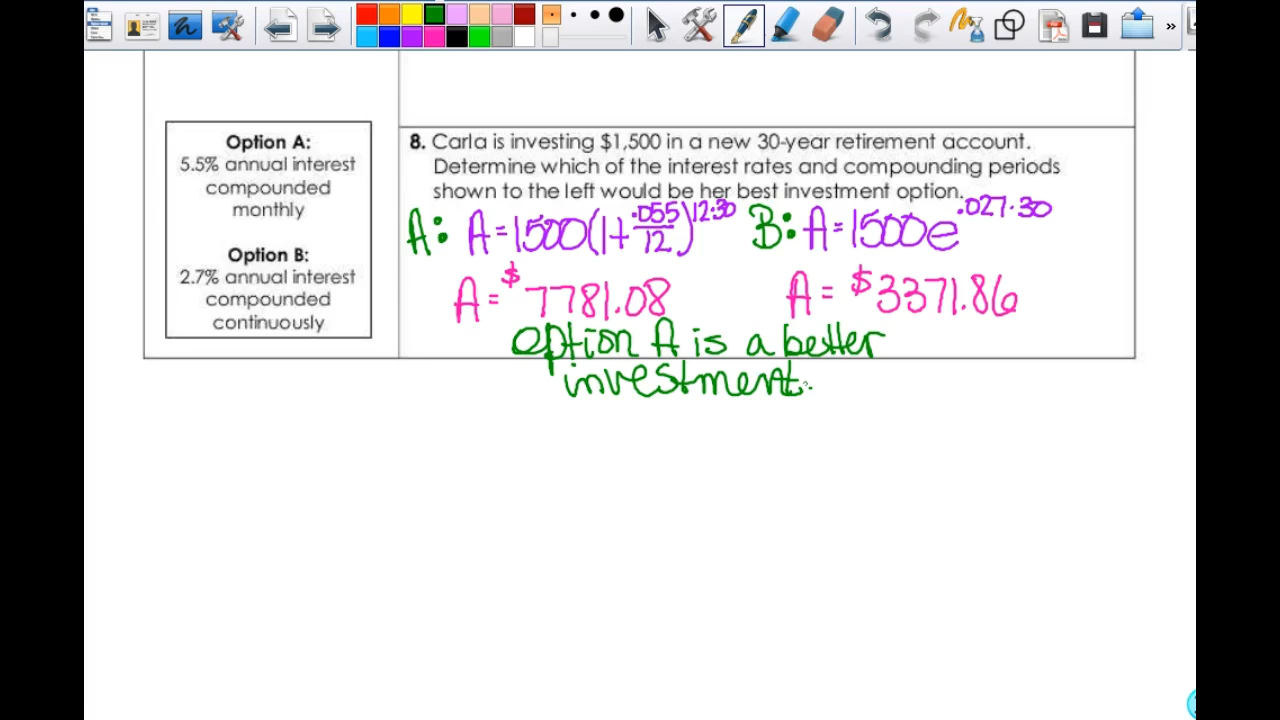 »
Option A:
5.5% annual interest
compounded
monthly
Option B:
2.7% annual interest
compounded
continuously
8. Carla is investing $1,500 in a new 30-year retirement account.
Determine which of the interest rates and compounding periods
shown to the left would be her best investment option.
A: A=1500(1+.055/12)^12·30 B: A=1500e^.027·30
A=$7781.08 A=$3371.86
option A is a better
investment.